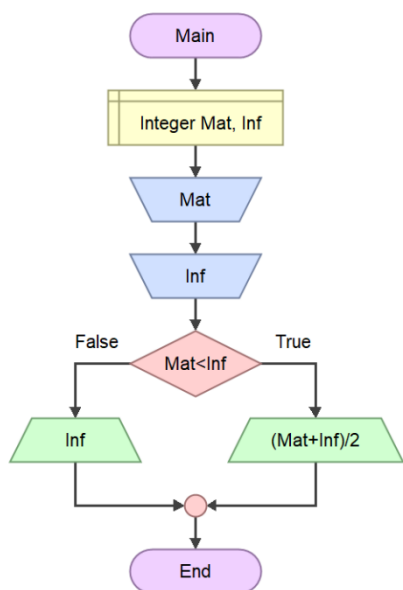 Main
Integer Mat, Inf
Mat
Inf
False
True
Mat<Inf
Inf
(Mat+Inf)/2
End